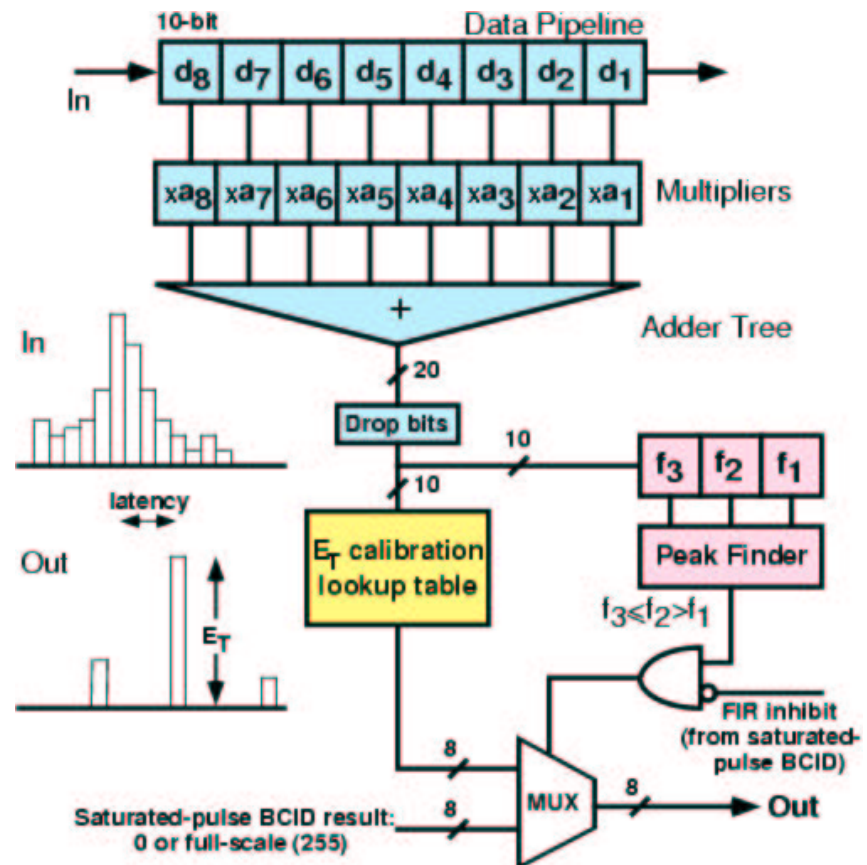 10-bit
Data Pipeline
In
d8 d7 d6 d5 d4 d3 d2 d1
xa8 xa7 xa6 xa5 xa4 xa3 xa2 xa1
Multipliers
+
Adder Tree
In
20
Drop bits
10
10
f3 f2 f1
latency
ET calibration
lookup table
Peak Finder
Out
ET
f3⩽f2>f1
FIR inhibit
(from saturated-
pulse BCID)
8
MUX
8
Out
Saturated-pulse BCID result:
0 or full-scale (255)
8